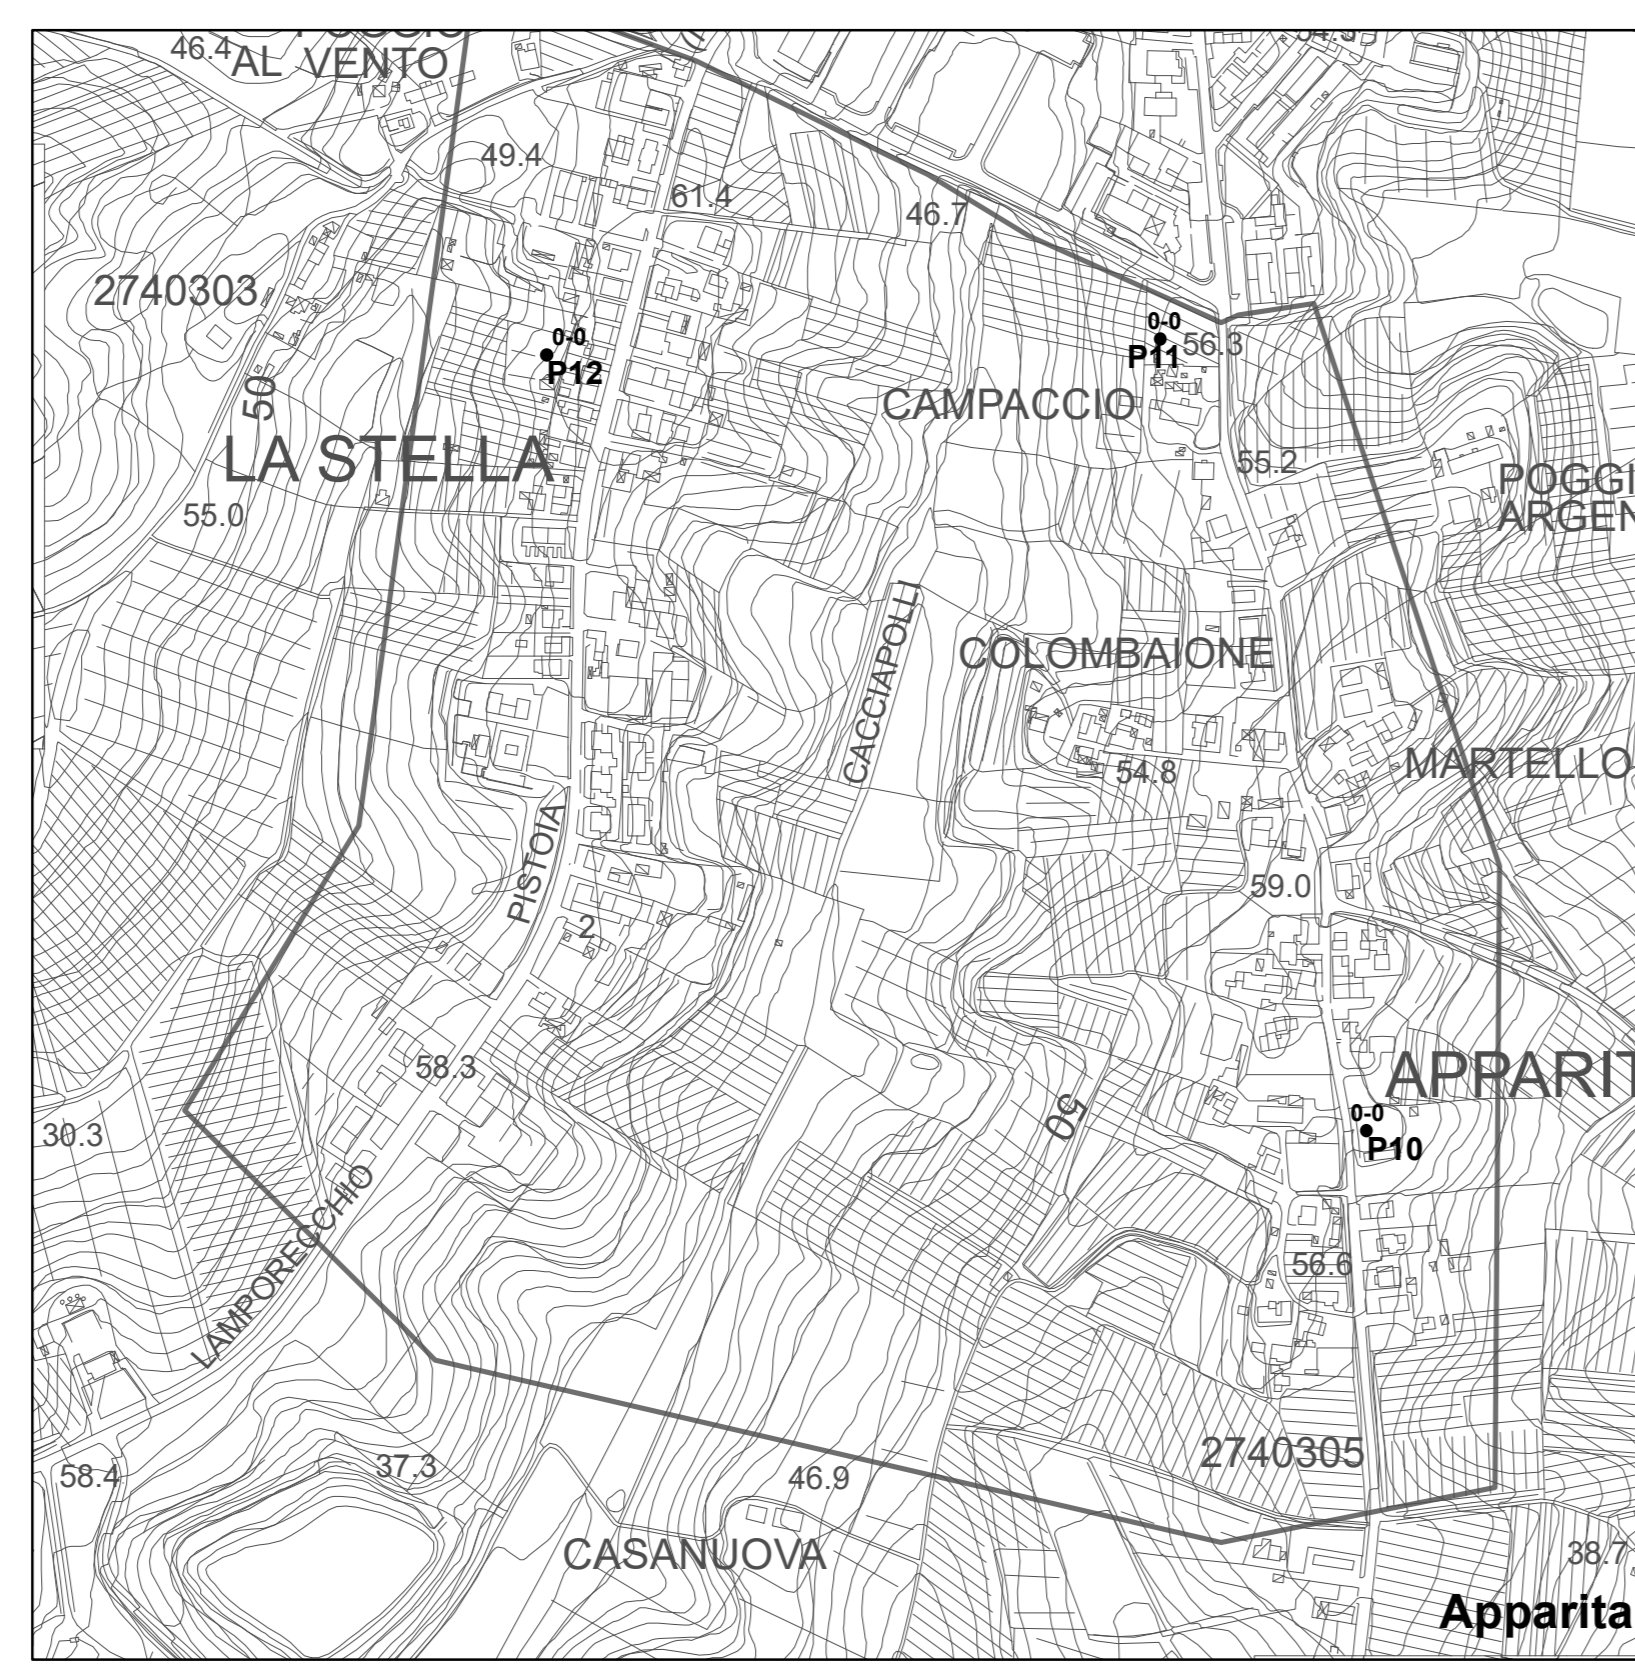 46.4
AL VENTO
49.4
61.4
46.7
2740303
0-0
P12
0-0
P11
56.3
50
CAMPACCIO
LA STELLA
55.2
POGGI
ARGEN
55.0
CACCIAPOLLI
COLOMBAIONE
54.8
MARTELLO
PISTOIA
59.0
2
58.3
APPARIT
50
0-0
P10
30.3
LAMPORECCHIO
56.6
2740305
58.4
37.3
46.9
CASANUOVA
38.7
Apparita